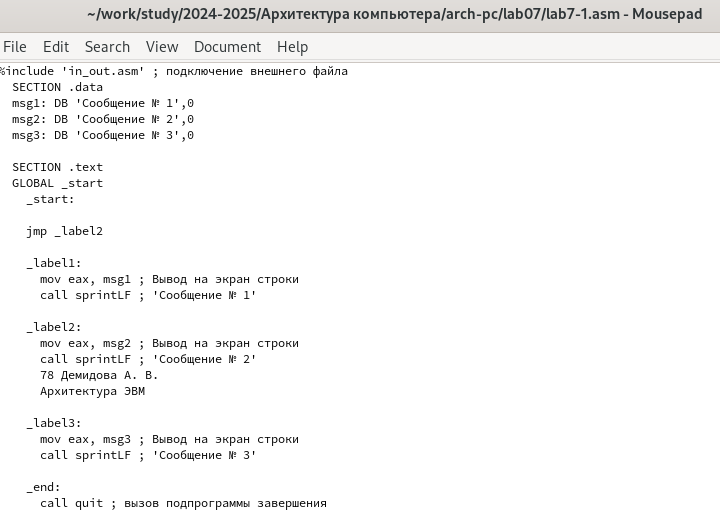 ~/work/study/2024-2025/Архитектура компьютера/arch-pc/lab07/lab7-1.asm - Mousepad
File Edit Search View Document Help
%include 'in_out.asm' ; подключение внешнего файла
SECTION .data
msg1: DB 'Сообщение № 1',0
msg2: DB 'Сообщение № 2',0
msg3: DB 'Сообщение № 3',0
SECTION .text
GLOBAL _start
_start:
jmp _label2
_label1:
mov eax, msg1 ; Вывод на экран строки
call sprintLF ; 'Сообщение № 1'
_label2:
mov eax, msg2 ; Вывод на экран строки
call sprintLF ; 'Сообщение № 2'
78 Демидова А. В.
Архитектура ЭВМ
_label3:
mov eax, msg3 ; Вывод на экран строки
call sprintLF ; 'Сообщение № 3'
_end:
call quit ; вызов подпрограммы завершения